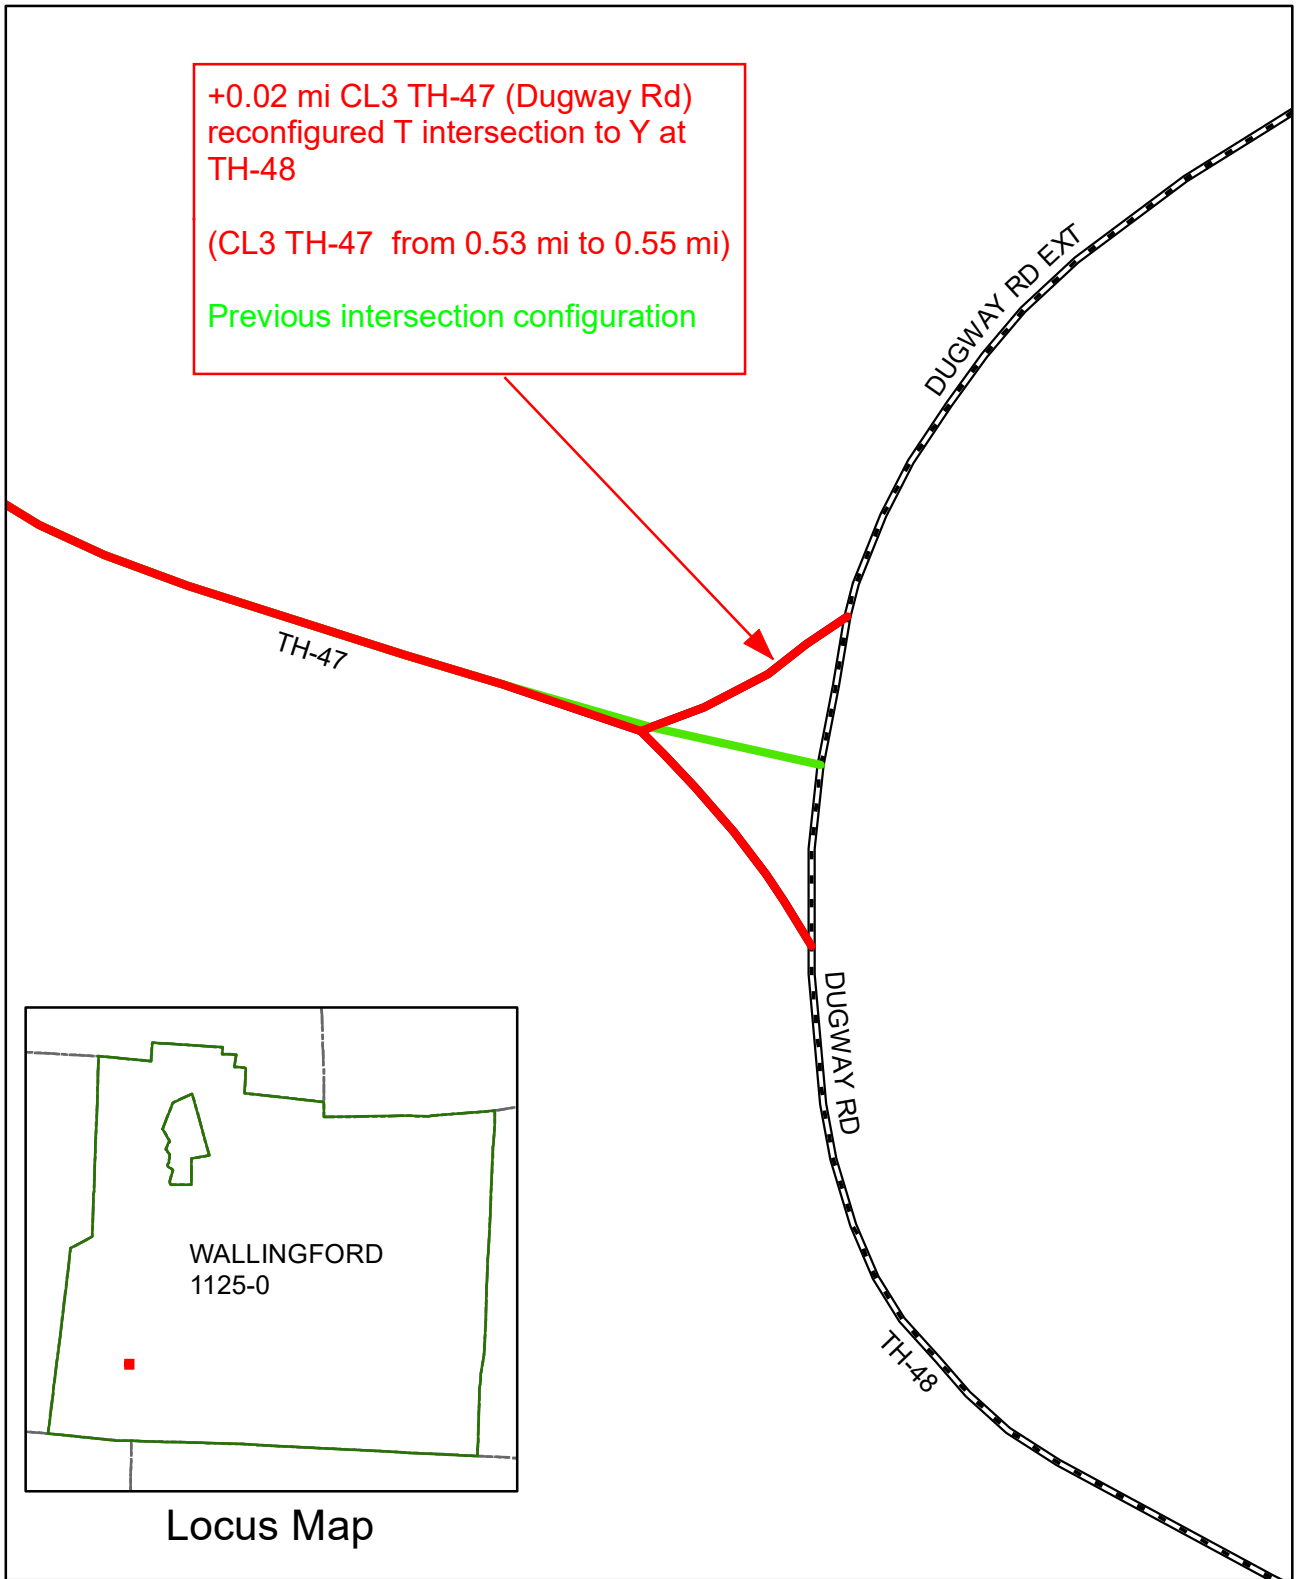 +0.02 mi CL3 TH-47 (Dugway Rd)
reconfigured T intersection to Y at
TH-48
(CL3 TH-47  from 0.53 mi to 0.55 mi)
Previous intersection configuration
DUGWAY RD EXT
TH-47
DUGWAY RD
TH-48
WALLINGFORD
1125-0
Locus Map